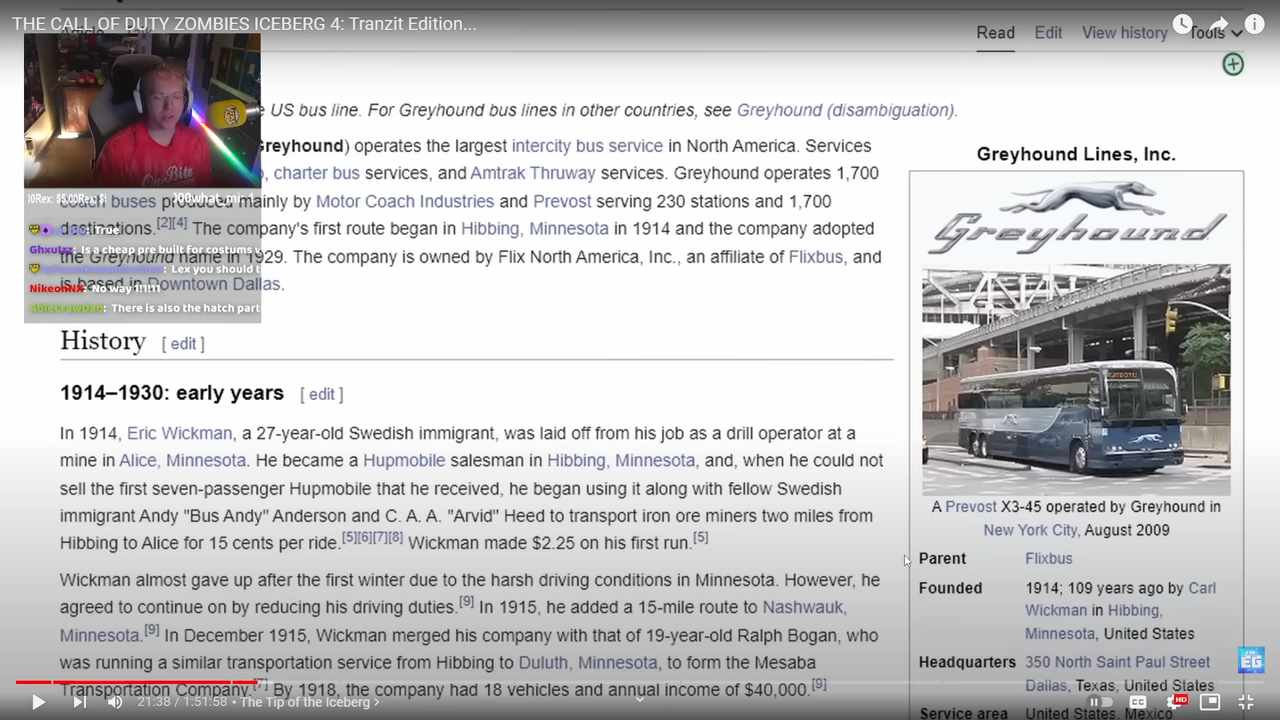 THE CALL OF DUTY ZOMBIES ICEBERG 4: Tranzit Edition...
Read Edit View history Tools
US bus line. For Greyhound bus lines in other countries, see Greyhound (disambiguation).
Greyhound) operates the largest intercity bus service in North America. Services
charter bus services, and Amtrak Thruway services. Greyhound operates 1,700
coach buses produced mainly by Motor Coach Industries and Prevost serving 230 stations and 1,700
destinations.[2][4] The company's first route began in Hibbing, Minnesota in 1914 and the company adopted
the Greyhound name in 1929. The company is owned by Flix North America, Inc., an affiliate of Flixbus, and
is based in Downtown Dallas.
True
Ghxulzz: Is a cheap pre built for costums
Lex you should
NikeonNX: No way !!!!!!
AbleCrawDad: There is also the hatch part
History [ edit ]
1914–1930: early years [ edit ]
In 1914, Eric Wickman, a 27-year-old Swedish immigrant, was laid off from his job as a drill operator at a
mine in Alice, Minnesota. He became a Hupmobile salesman in Hibbing, Minnesota, and, when he could not
sell the first seven-passenger Hupmobile that he received, he began using it along with fellow Swedish
immigrant Andy "Bus Andy" Anderson and C. A. A. "Arvid" Heed to transport iron ore miners two miles from
Hibbing to Alice for 15 cents per ride.[5][6][7][8] Wickman made $2.25 on his first run.[5]
Wickman almost gave up after the first winter due to the harsh driving conditions in Minnesota. However, he
agreed to continue on by reducing his driving duties.[9] In 1915, he added a 15-mile route to Nashwauk,
Minnesota.[9] In December 1915, Wickman merged his company with that of 19-year-old Ralph Bogan, who
was running a similar transportation service from Hibbing to Duluth, Minnesota, to form the Mesaba
Transportation Company.[7] By 1918, the company had 18 vehicles and annual income of $40,000.[9]
Greyhound Lines, Inc.
Greyhound
A Prevost X3-45 operated by Greyhound in
New York City, August 2009
Parent Flixbus
Founded 1914; 109 years ago by Carl
Wickman in Hibbing,
Minnesota, United States
Headquarters 350 North Saint Paul Street
Dallas, Texas, United States
Service area United States, Mexico
EG
21:38 / 1:51:58 • The Tip of the Iceberg >
CC
HD